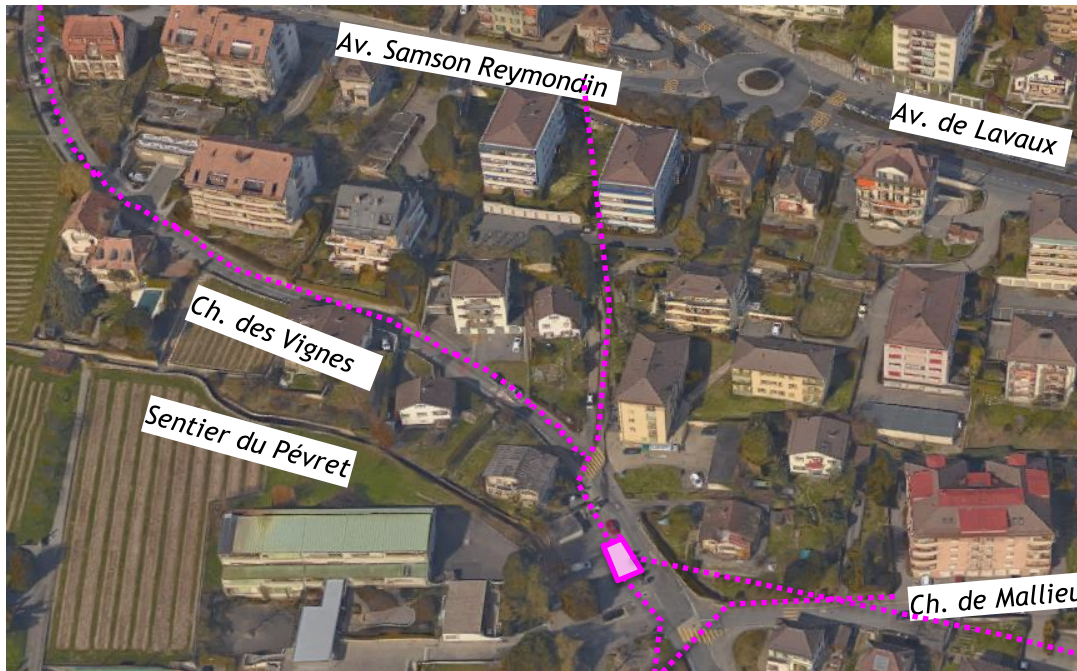 Av. Samson Reymondin
Av. de Lavaux
Ch. des Vignes
Sentier du Pévret
Ch. de Mallieu